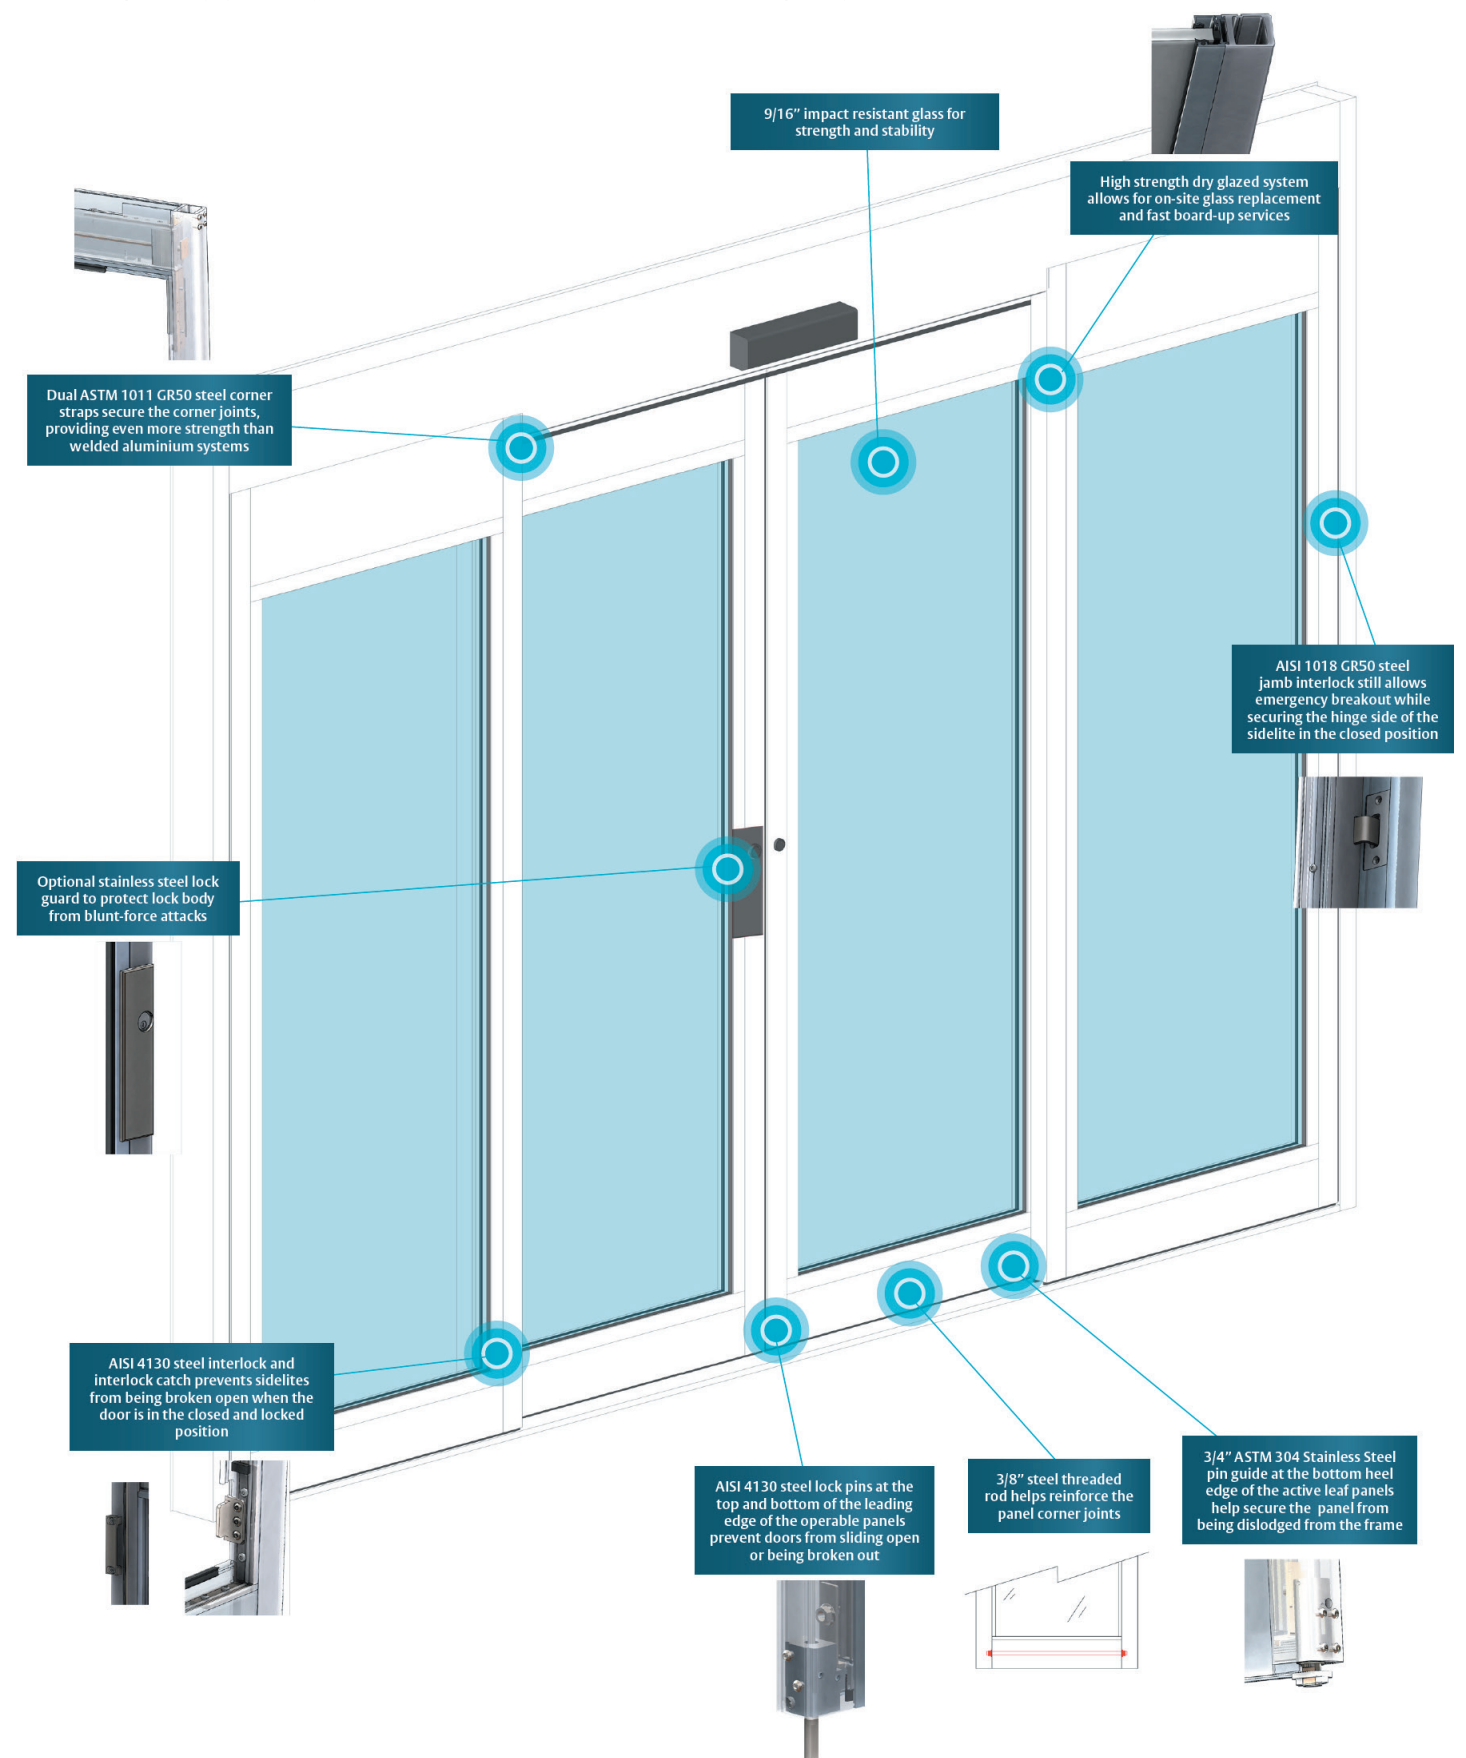 9/16” impact resistant glass for
strength and stability
High strength dry glazed system
allows for on-site glass replacement
and fast board-up services
Dual ASTM 1011 GR50 steel corner
straps secure the corner joints,
providing even more strength than
welded aluminium systems
AISI 1018 GR50 steel
jamb interlock still allows
emergency breakout while
securing the hinge side of the
sidelite in the closed position
Optional stainless steel lock
guard to protect lock body
from blunt-force attacks
AISI 4130 steel interlock and
interlock catch prevents sidelites
from being broken open when the
door is in the closed and locked
position
AISI 4130 steel lock pins at the
top and bottom of the leading
edge of the operable panels
prevent doors from sliding open
or being broken out
3/8” steel threaded
rod helps reinforce the
panel corner joints
3/4” ASTM 304 Stainless Steel
pin guide at the bottom heel
edge of the active leaf panels
help secure the panel from
being dislodged from the frame